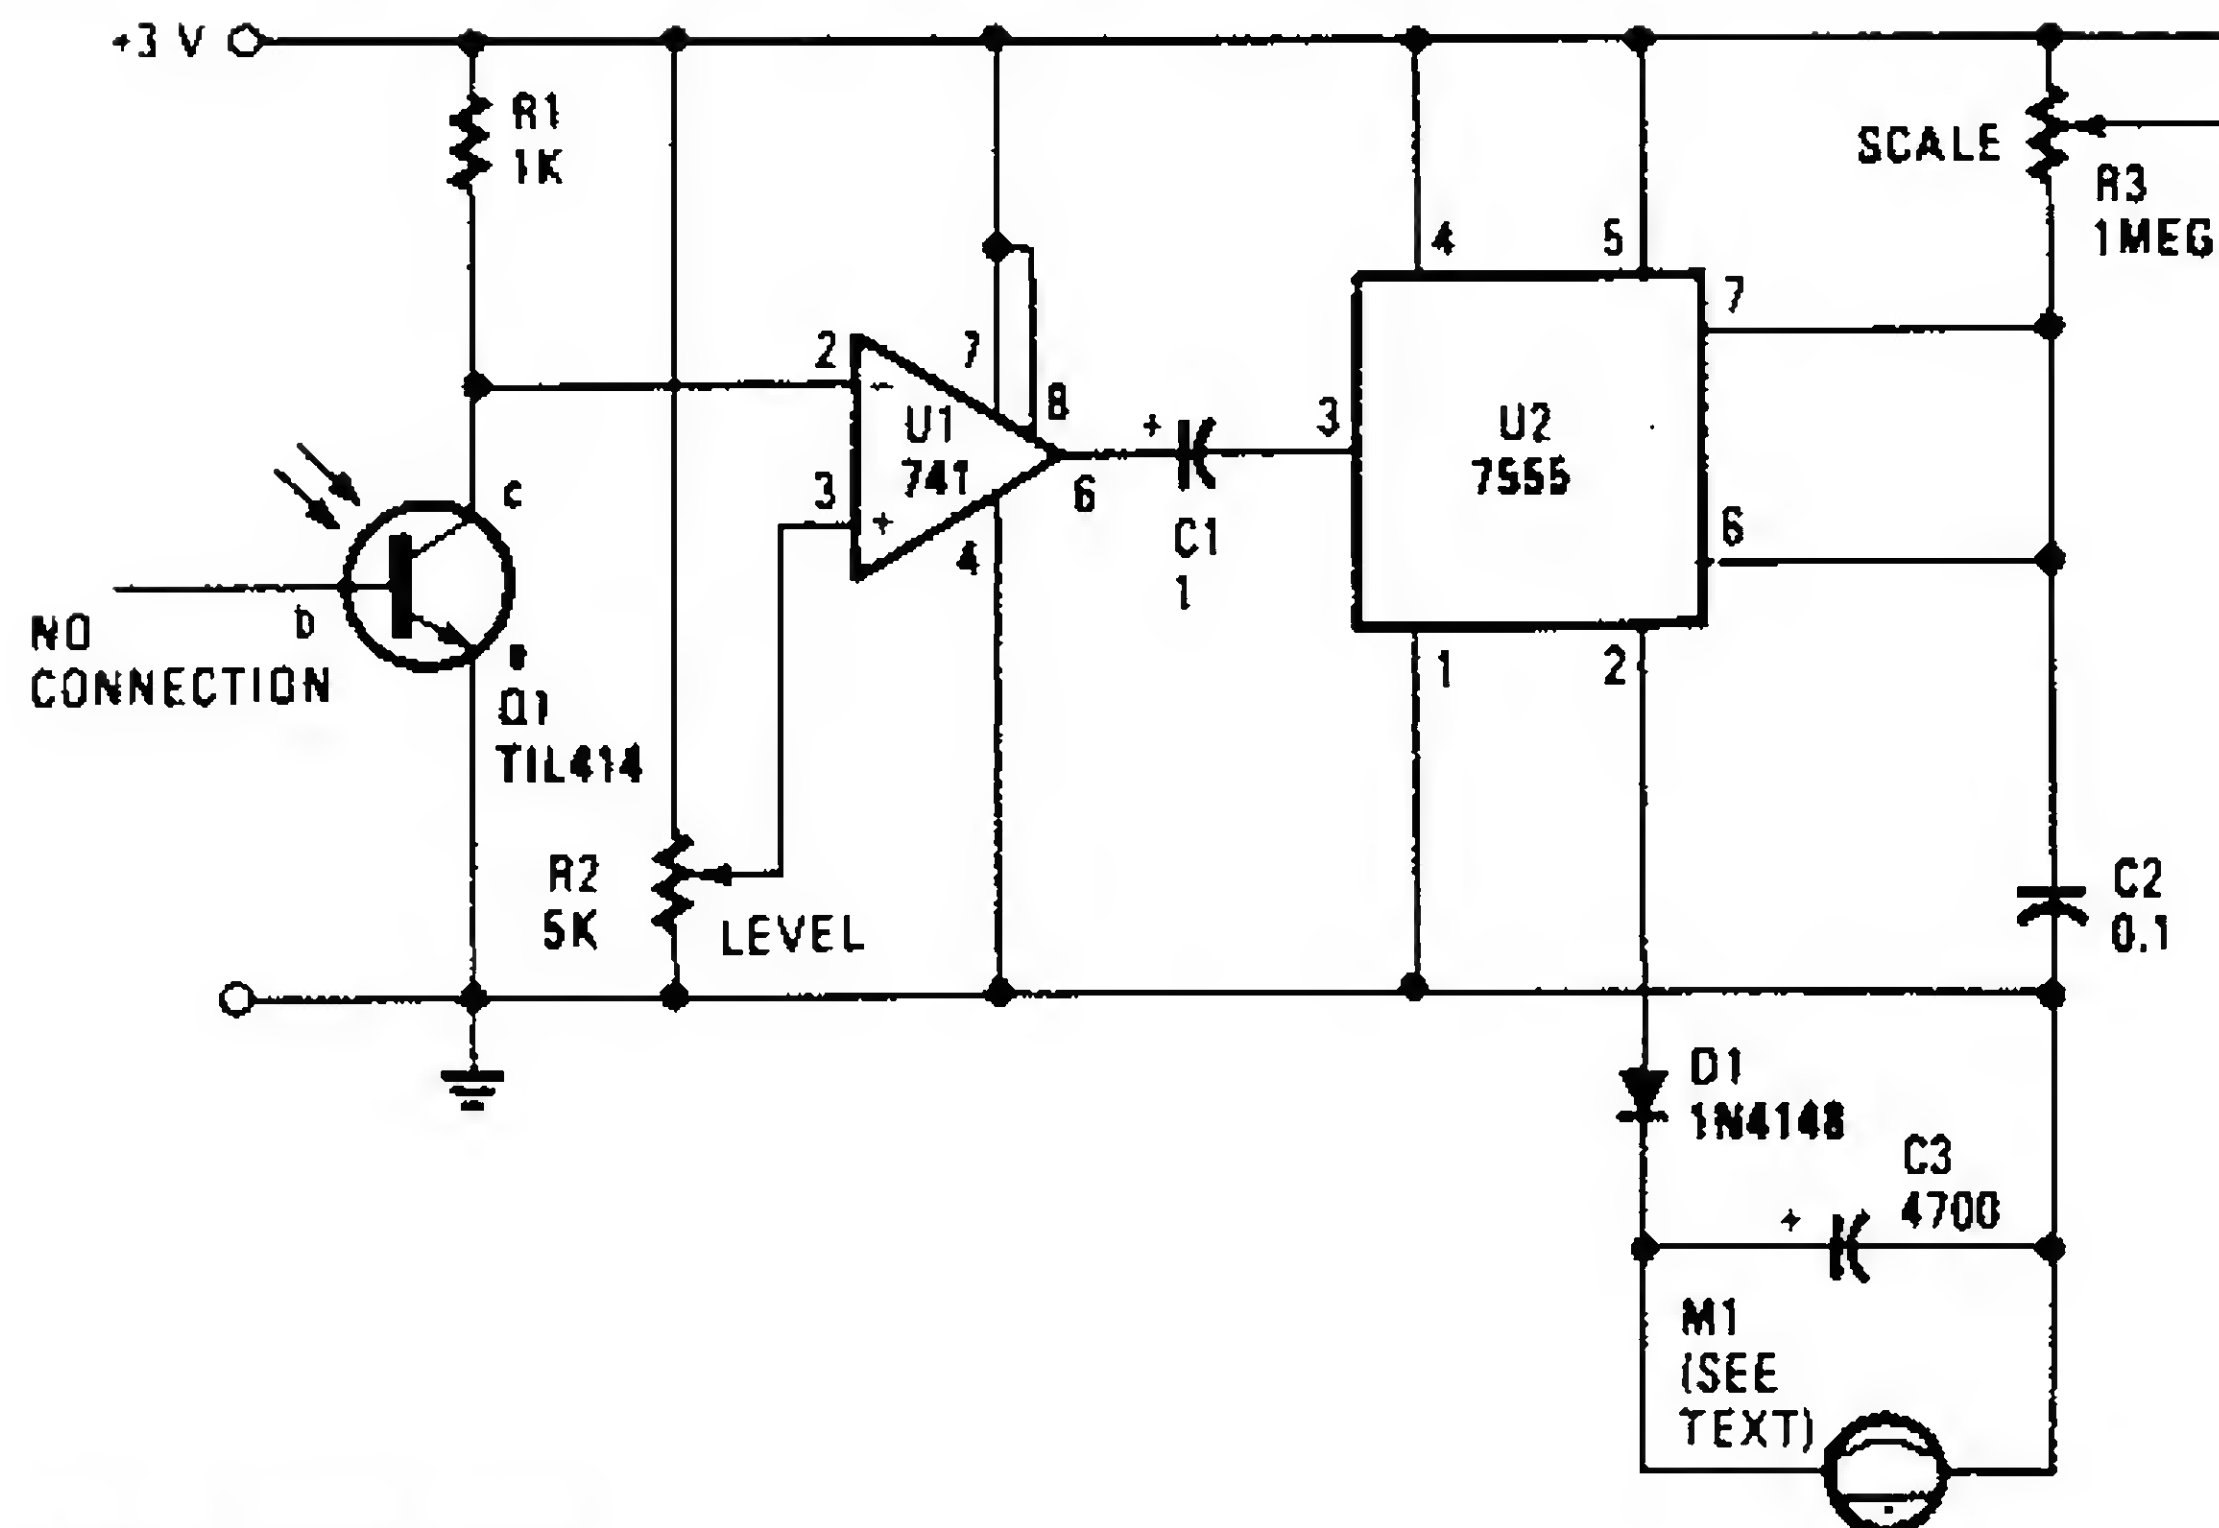 +3 V
R1
1K
SCALE
R3
1MEG
4
5
7
2
7
8
-
U1
741
+
3
U2
7555
3
+
6
4
C1
1
6
c
b
e
NO
CONNECTION
Q1
TIL414
1
2
R2
5K
LEVEL
C2
0.1
D1
1N4148
C3
4700
+
M1
(SEE
TEXT)